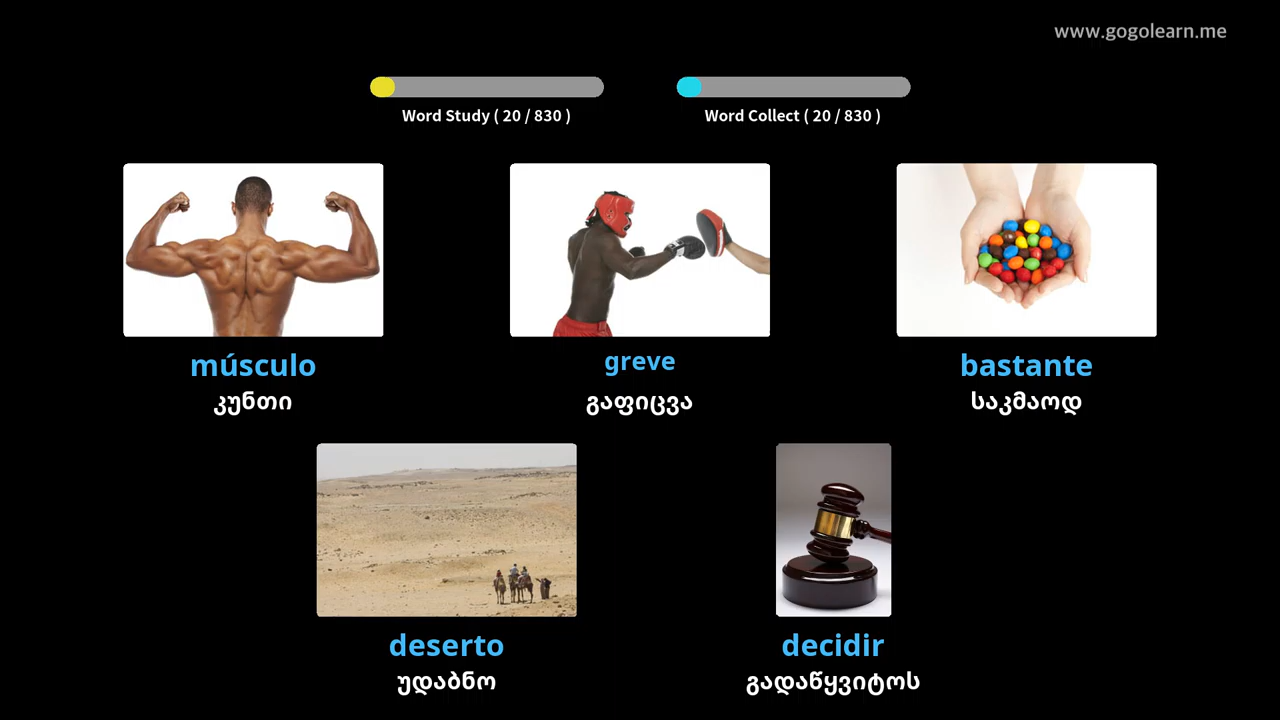 www.gogolearn.me
Word Study ( 20 / 830 )
Word Collect ( 20 / 830 )
músculo
კუნთი
greve
გაფიცვა
bastante
საკმაოდ
deserto
უდაბნო
decidir
გადაწყვიტოს